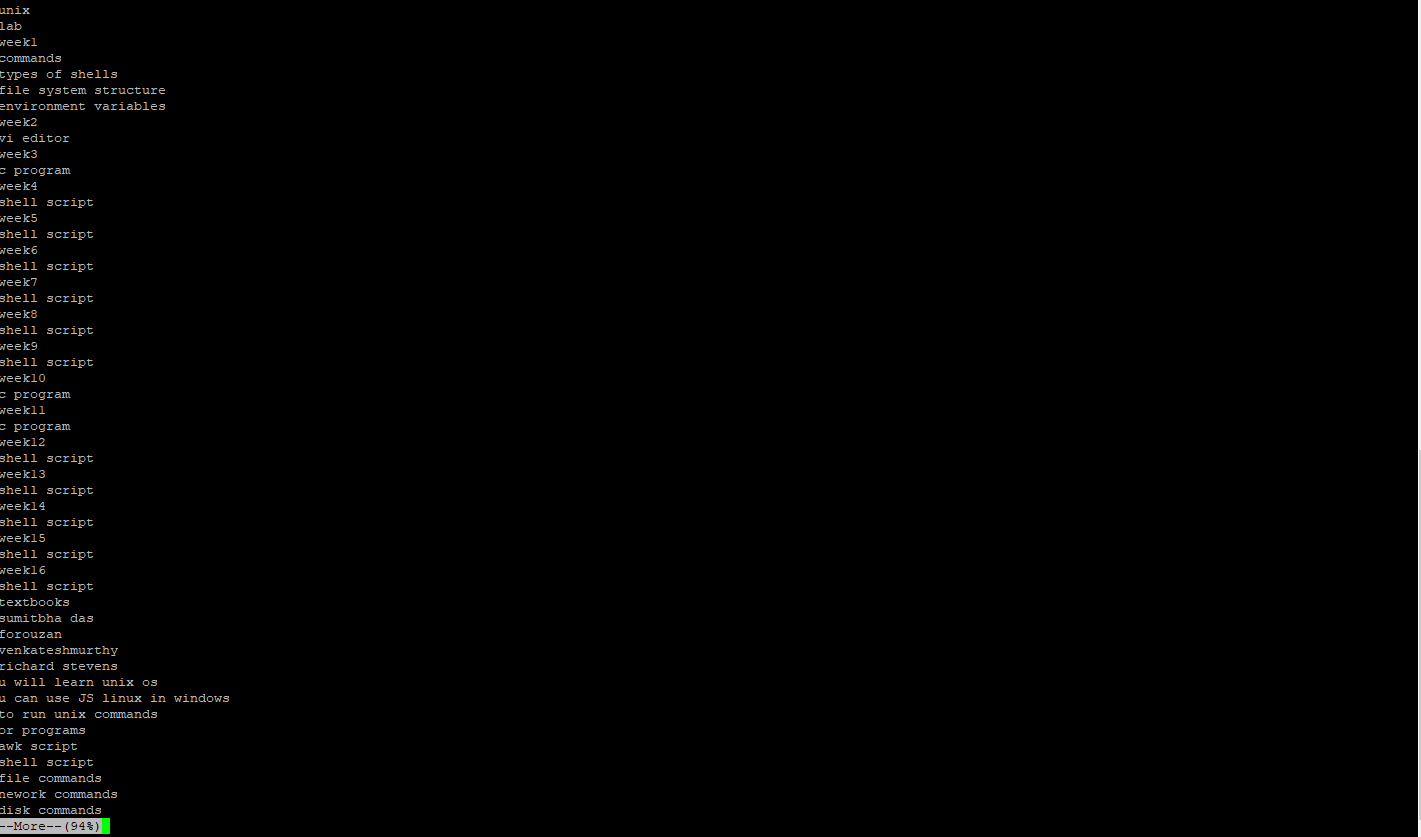 unix
lab
week1
commands
types of shells
file system structure
environment variables
week2
vi editor
week3
c program
week4
shell script
week5
shell script
week6
shell script
week7
shell script
week8
shell script
week9
shell script
week10
c program
week11
c program
week12
shell script
week13
shell script
week14
shell script
week15
shell script
week16
shell script
textbooks
sumitbha das
forouzan
venkateshmurthy
richard stevens
u will learn unix os
u can use JS linux in windows
to run unix commands
or programs
awk script
shell script
file commands
nework commands
disk commands
--More--(94%)